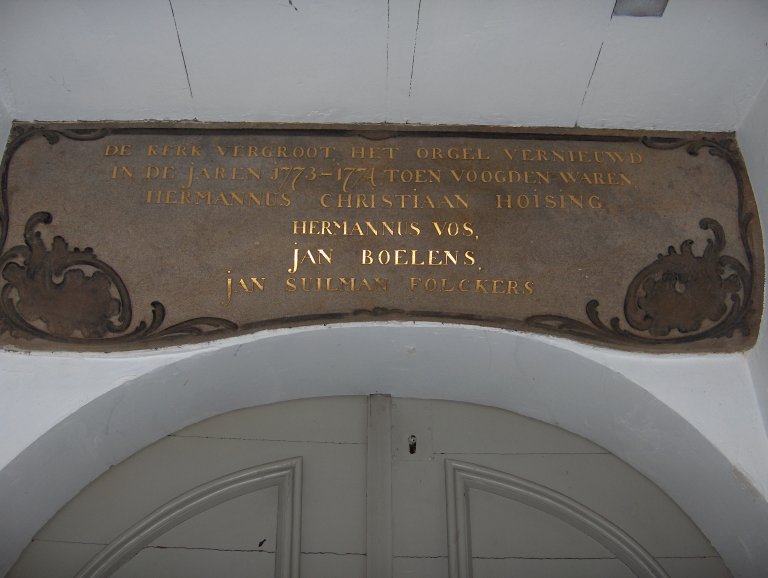 DE KERK VERGROOT, HET ORGEL VERNIEUWD
IN DE JAREN 1773-1774 TOEN VOOGDEN WAREN,
HERMANNUS CHRISTIAAN HOISING,
HERMANNUS VOS,
JAN BOELENS,
JAN SUILMAN FOLCKERS,